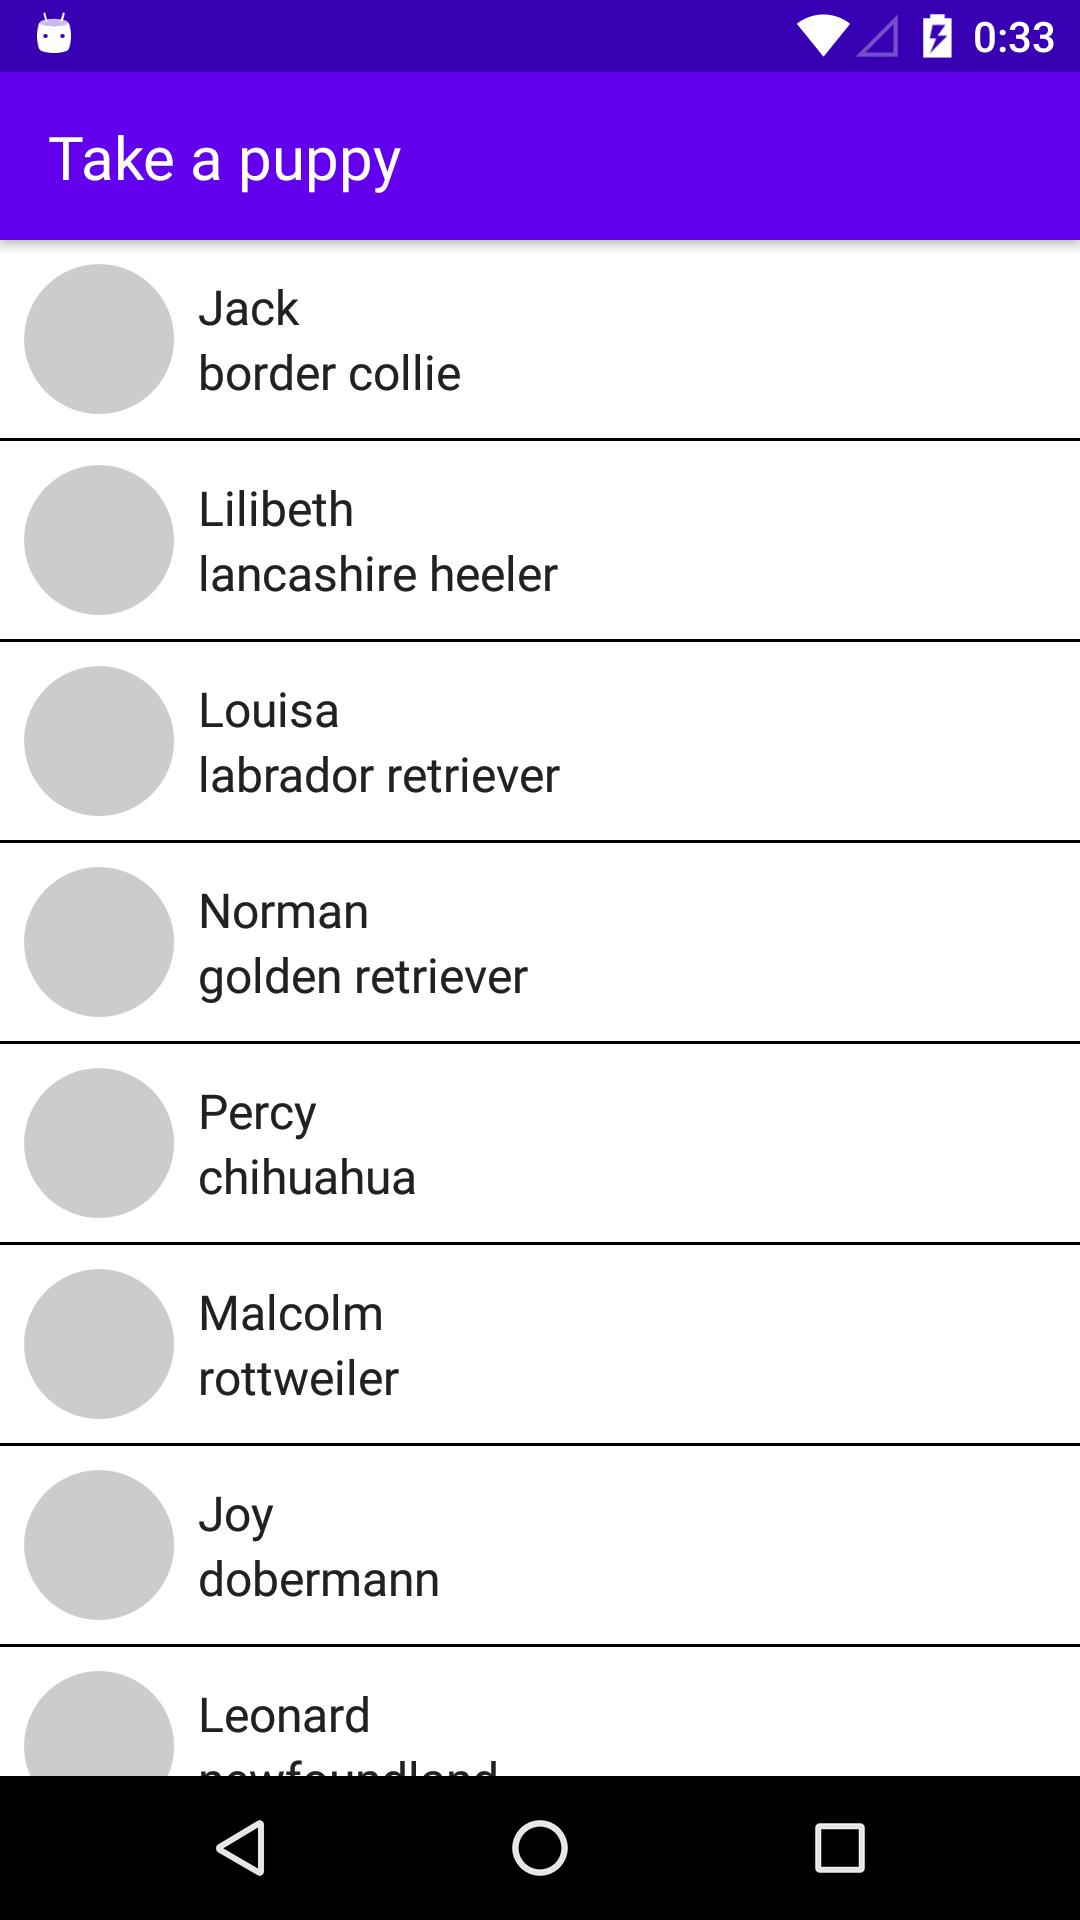 0:33
Take a puppy
Jack
border collie
Lilibeth
lancashire heeler
Louisa
labrador retriever
Norman
golden retriever
Percy
chihuahua
Malcolm
rottweiler
Joy
dobermann
Leonard
newfoundland